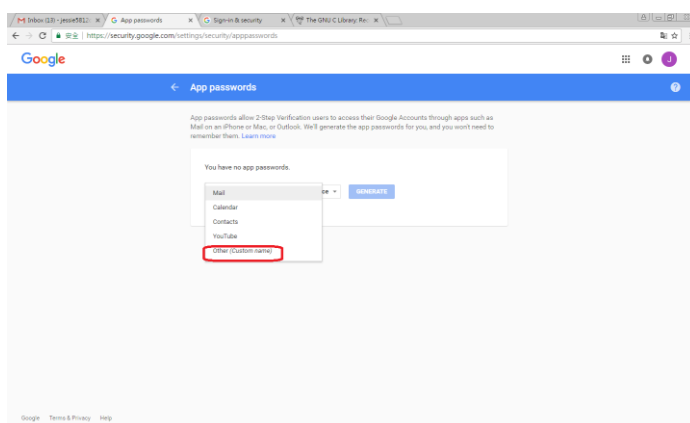 Inbox (13) - jesse5812
App passwords
Sign-in & security
The GNU C Library: Re
安全 | https://security.google.com/settings/security/apppasswords
Google
J
App passwords
App passwords allow 2-Step Verification users to access their Google Accounts through apps such as
Mail on an iPhone or Mac, or Outlook. We'll generate the app passwords for you, and you won't need to
remember them. Learn more
You have no app passwords.
Mail
ce
GENERATE
Calendar
Contacts
YouTube
Other (Custom name)
Google Terms & Privacy Help